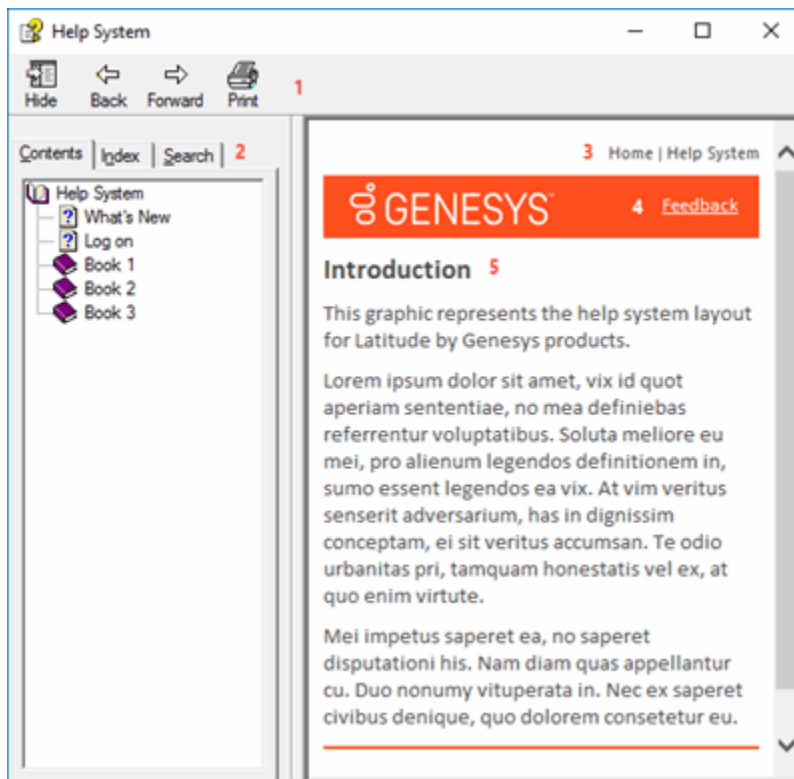 Help System
Hide Back Forward Print 1
Contents Index Search 2
Help System
What's New
Log on
Book 1
Book 2
Book 3
3 Home | Help System
GENESYS™ 4 Feedback
Introduction 5
This graphic represents the help system layout
for Latitude by Genesys products.
Lorem ipsum dolor sit amet, vix id quot
aperiam sententiae, no mea definiebas
referrentur voluptatibus. Soluta meliore eu
mei, pro alienum legendos definitionem in,
sumo essent legendos ea vix. At vim veritus
senserit adversarium, has in dignissim
conceptam, ei sit veritus accumsan. Te odio
urbanitas pri, tamquam honestatis vel ex, at
quo enim virtute.
Mei impetus saperet ea, no saperet
disputationi his. Nam diam quas appellantur
cu. Duo nonumy vituperata in. Nec ex saperet
civibus denique, quo dolorem consetetur eu.